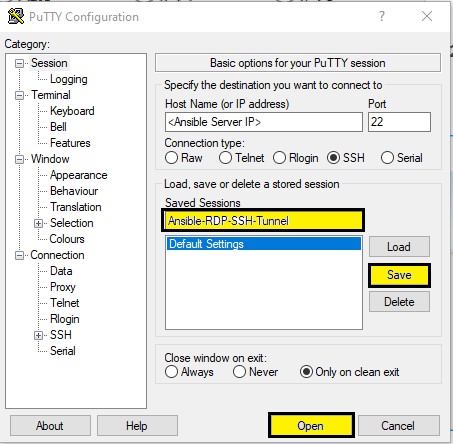 PuTTY Configuration
?
Category:
Session
Logging
Terminal
Keyboard
Bell
Features
Window
Appearance
Behaviour
Translation
Selection
Colours
Connection
Data
Proxy
Telnet
Rlogin
SSH
Serial
Basic options for your PuTTY session
Specify the destination you want to connect to
Host Name (or IP address) Port
<Ansible Server IP> 22
Connection type:
Raw Telnet Rlogin SSH Serial
Load, save or delete a stored session
Saved Sessions
Ansible-RDP-SSH-Tunnel
Default Settings
Load
Save
Delete
Close window on exit:
Always Never Only on clean exit
About Help Open Cancel